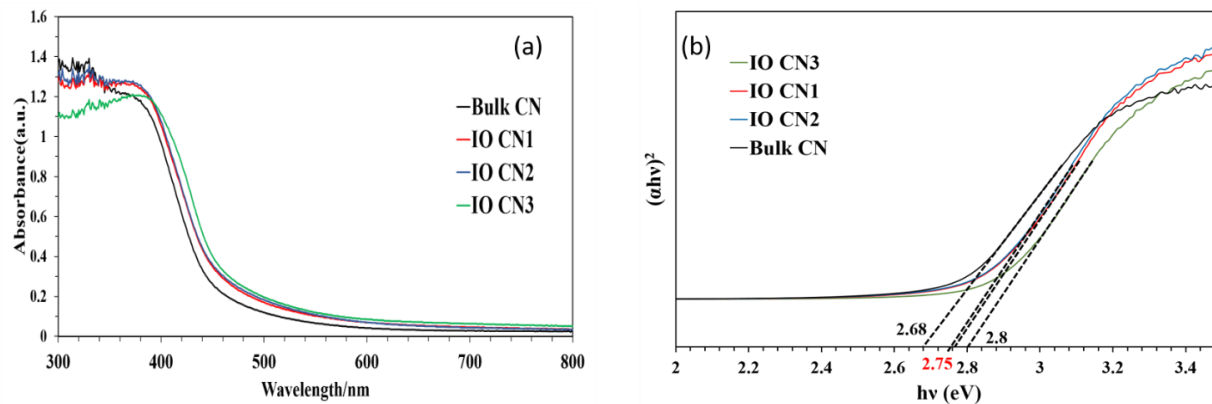 (a)
Absorbance(a.u.)
1.6
1.4
1.2
1
0.8
0.6
0.4
0.2
0
Bulk CN
IO CN1
IO CN2
IO CN3
300 400 500 600 700 800
Wavelength/nm
(b)
(αhν)²
IO CN3
IO CN1
IO CN2
Bulk CN
2.68
2.75
2.8
2 2.2 2.4 2.6 2.8 3 3.2 3.4
hν (eV)